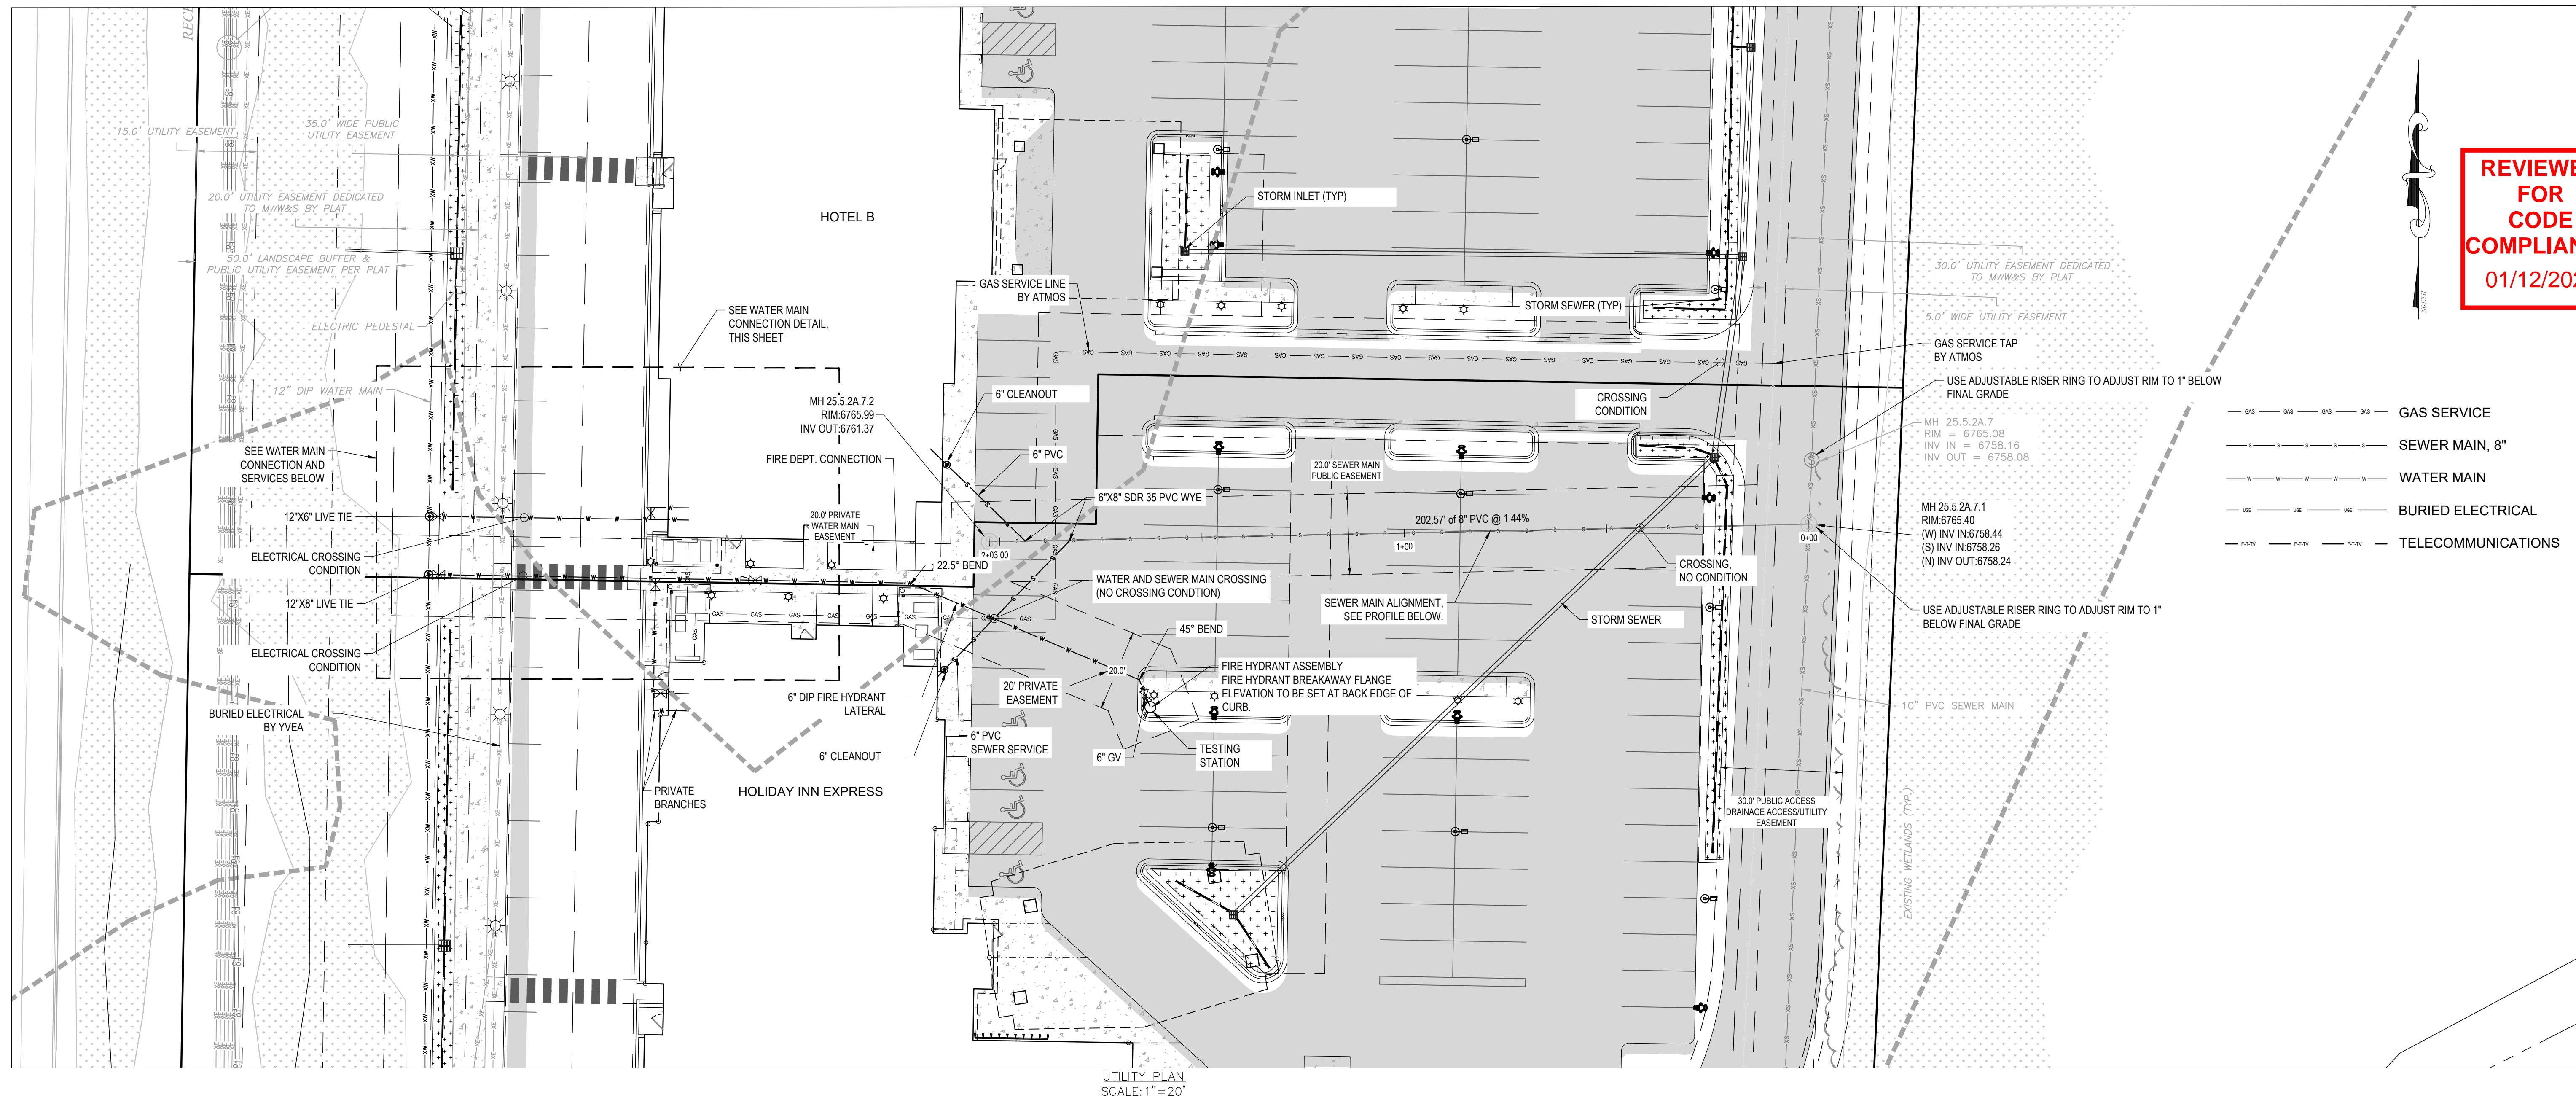 15.0' UTILITY EASEMENT
35.0' WIDE PUBLIC
UTILITY EASEMENT
20.0' UTILITY EASEMENT DEDICATED
TO MWW&S BY PLAT
50.0' LANDSCAPE BUFFER &
PUBLIC UTILITY EASEMENT PER PLAT
ELECTRIC PEDESTAL
12" DIP WATER MAIN
SEE WATER MAIN
CONNECTION AND
SERVICES BELOW
12"X6" LIVE TIE
ELECTRICAL CROSSING
CONDITION
12"X8" LIVE TIE
ELECTRICAL CROSSING
CONDITION
BURIED ELECTRICAL
BY YVEA
HOTEL B
SEE WATER MAIN
CONNECTION DETAIL,
THIS SHEET
MH 25.5.2A.7.2
RIM:6765.99
INV OUT:6761.37
FIRE DEPT. CONNECTION
20.0' PRIVATE
WATER MAIN
EASEMENT
22.5° BEND
6" DIP FIRE HYDRANT
LATERAL
6" CLEANOUT
PRIVATE
BRANCHES
HOLIDAY INN EXPRESS
GAS SERVICE LINE
BY ATMOS
6" CLEANOUT
6" PVC
6"X8" SDR 35 PVC WYE
2+03.00
WATER AND SEWER MAIN CROSSING
(NO CROSSING CONDTION)
45° BEND
20.0'
20' PRIVATE
EASEMENT
6" PVC
SEWER SERVICE
6" GV
TESTING
STATION
FIRE HYDRANT ASSEMBLY
FIRE HYDRANT BREAKAWAY FLANGE
ELEVATION TO BE SET AT BACK EDGE OF
CURB.
STORM INLET (TYP)
STORM SEWER (TYP)
CROSSING
CONDITION
20.0' SEWER MAIN
PUBLIC EASEMENT
202.57' of 8" PVC @ 1.44%
1+00
0+00
SEWER MAIN ALIGNMENT,
SEE PROFILE BELOW.
CROSSING,
NO CONDITION
STORM SEWER
30.0' PUBLIC ACCESS
DRAINAGE ACCESS/UTILITY
EASEMENT
30.0' UTILITY EASEMENT DEDICATED
TO MWW&S BY PLAT
5.0' WIDE UTILITY EASEMENT
GAS SERVICE TAP
BY ATMOS
USE ADJUSTABLE RISER RING TO ADJUST RIM TO 1" BELOW
FINAL GRADE
MH 25.5.2A.7
RIM = 6765.08
INV IN = 6758.16
INV OUT = 6758.08
MH 25.5.2A.7.1
RIM:6765.40
(W) INV IN:6758.44
(S) INV IN:6758.26
(N) INV OUT:6758.24
USE ADJUSTABLE RISER RING TO ADJUST RIM TO 1"
BELOW FINAL GRADE
10" PVC SEWER MAIN
EXISTING WETLANDS (TYP.)
NORTH
REVIEWE
FOR
CODE
COMPLIAN
01/12/202
GAS GAS GAS GAS GAS SERVICE
S S S S S SEWER MAIN, 8"
W W W W W WATER MAIN
UGE UGE UGE BURIED ELECTRICAL
E-T-TV E-T-TV E-T-TV TELECOMMUNICATIONS
UTILITY PLAN
SCALE: 1"=20'